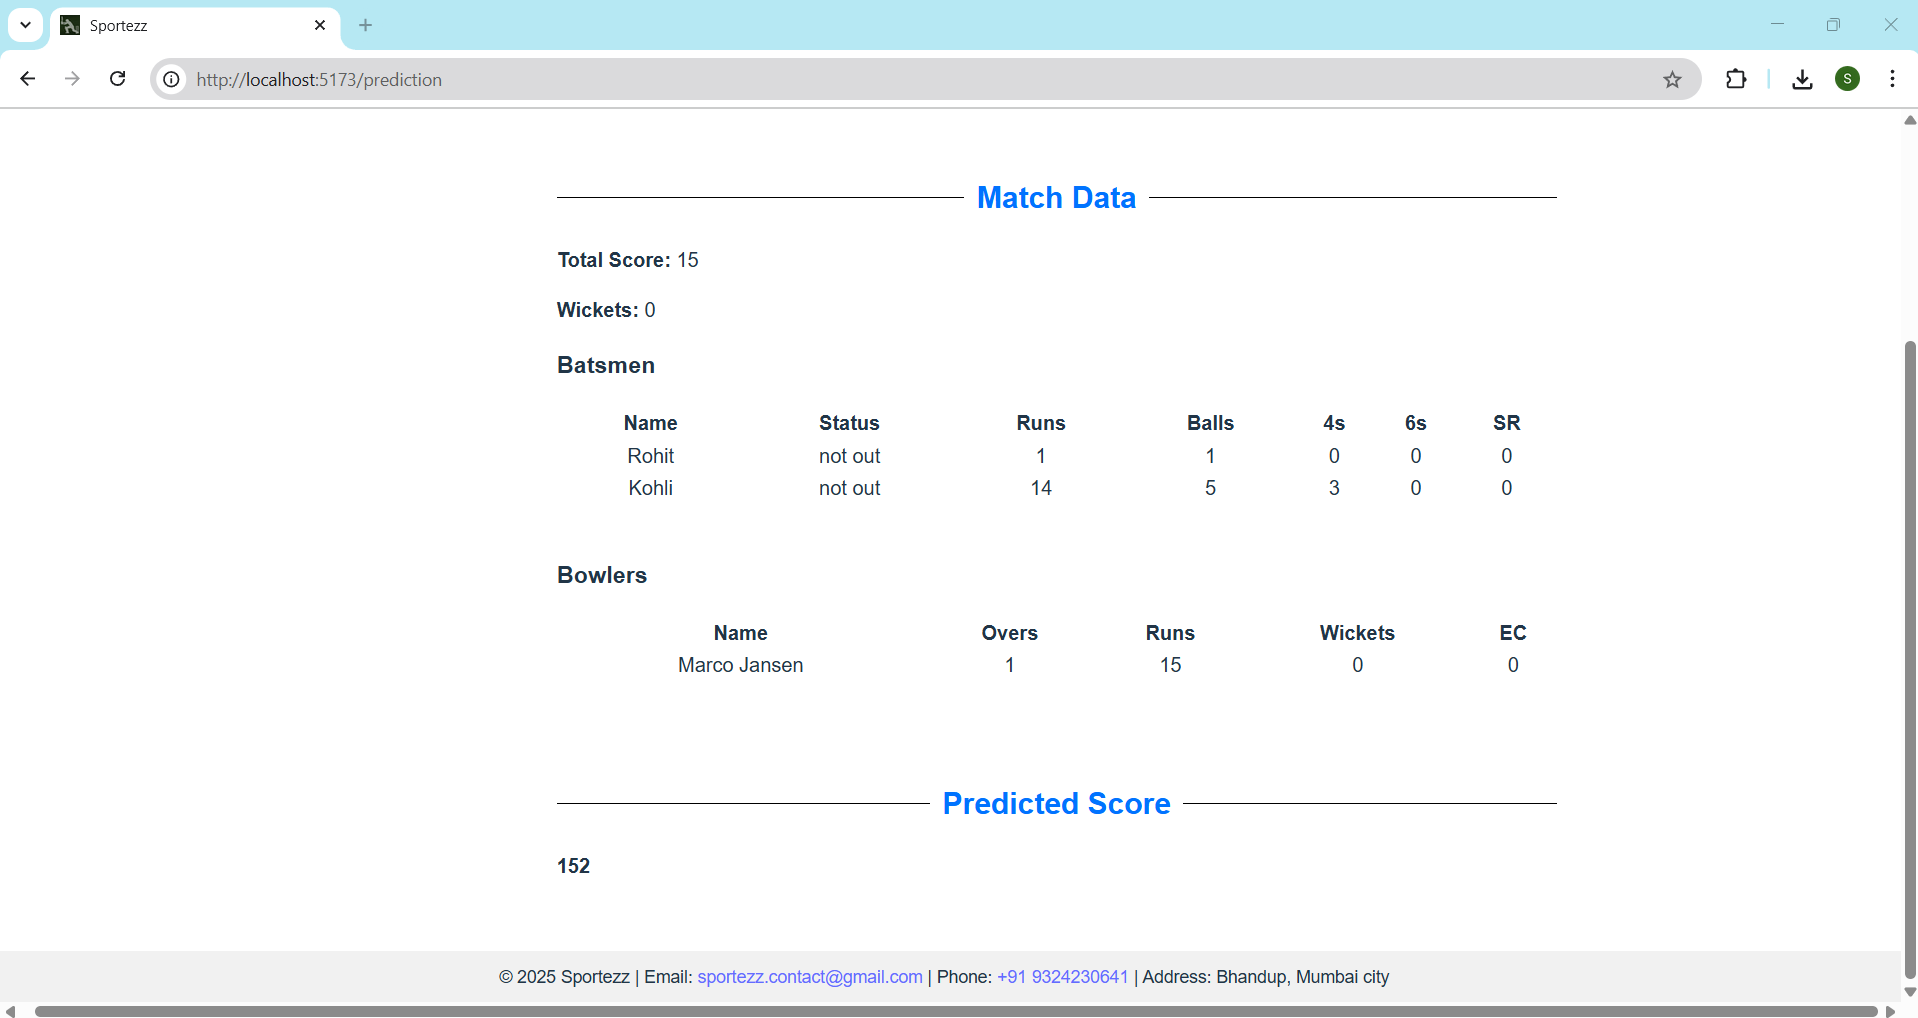 Sportezz
http://localhost:5173/prediction
S
Match Data
Total Score: 15
Wickets: 0
Batsmen
Name Status Runs Balls 4s 6s SR
Rohit not out 1 1 0 0 0
Kohli not out 14 5 3 0 0
Bowlers
Name Overs Runs Wickets EC
Marco Jansen 1 15 0 0
Predicted Score
152
© 2025 Sportezz | Email: sportezz.contact@gmail.com | Phone: +91 9324230641 | Address: Bhandup, Mumbai city